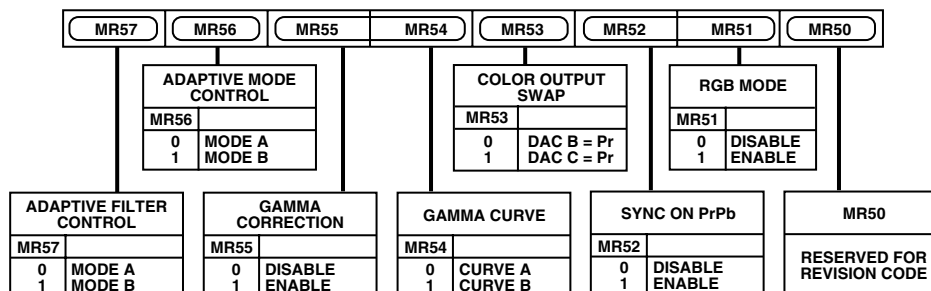 MR57 MR56 MR55 MR54 MR53 MR52 MR51 MR50
ADAPTIVE MODE
CONTROL
MR56
0 MODE A
1 MODE B
COLOR OUTPUT
SWAP
MR53
0 DAC B = Pr
1 DAC C = Pr
RGB MODE
MR51
0 DISABLE
1 ENABLE
ADAPTIVE FILTER
CONTROL
MR57
0 MODE A
1 MODE B
GAMMA
CORRECTION
MR55
0 DISABLE
1 ENABLE
GAMMA CURVE
MR54
0 CURVE A
1 CURVE B
SYNC ON PrPb
MR52
0 DISABLE
1 ENABLE
MR50
RESERVED FOR
REVISION CODE